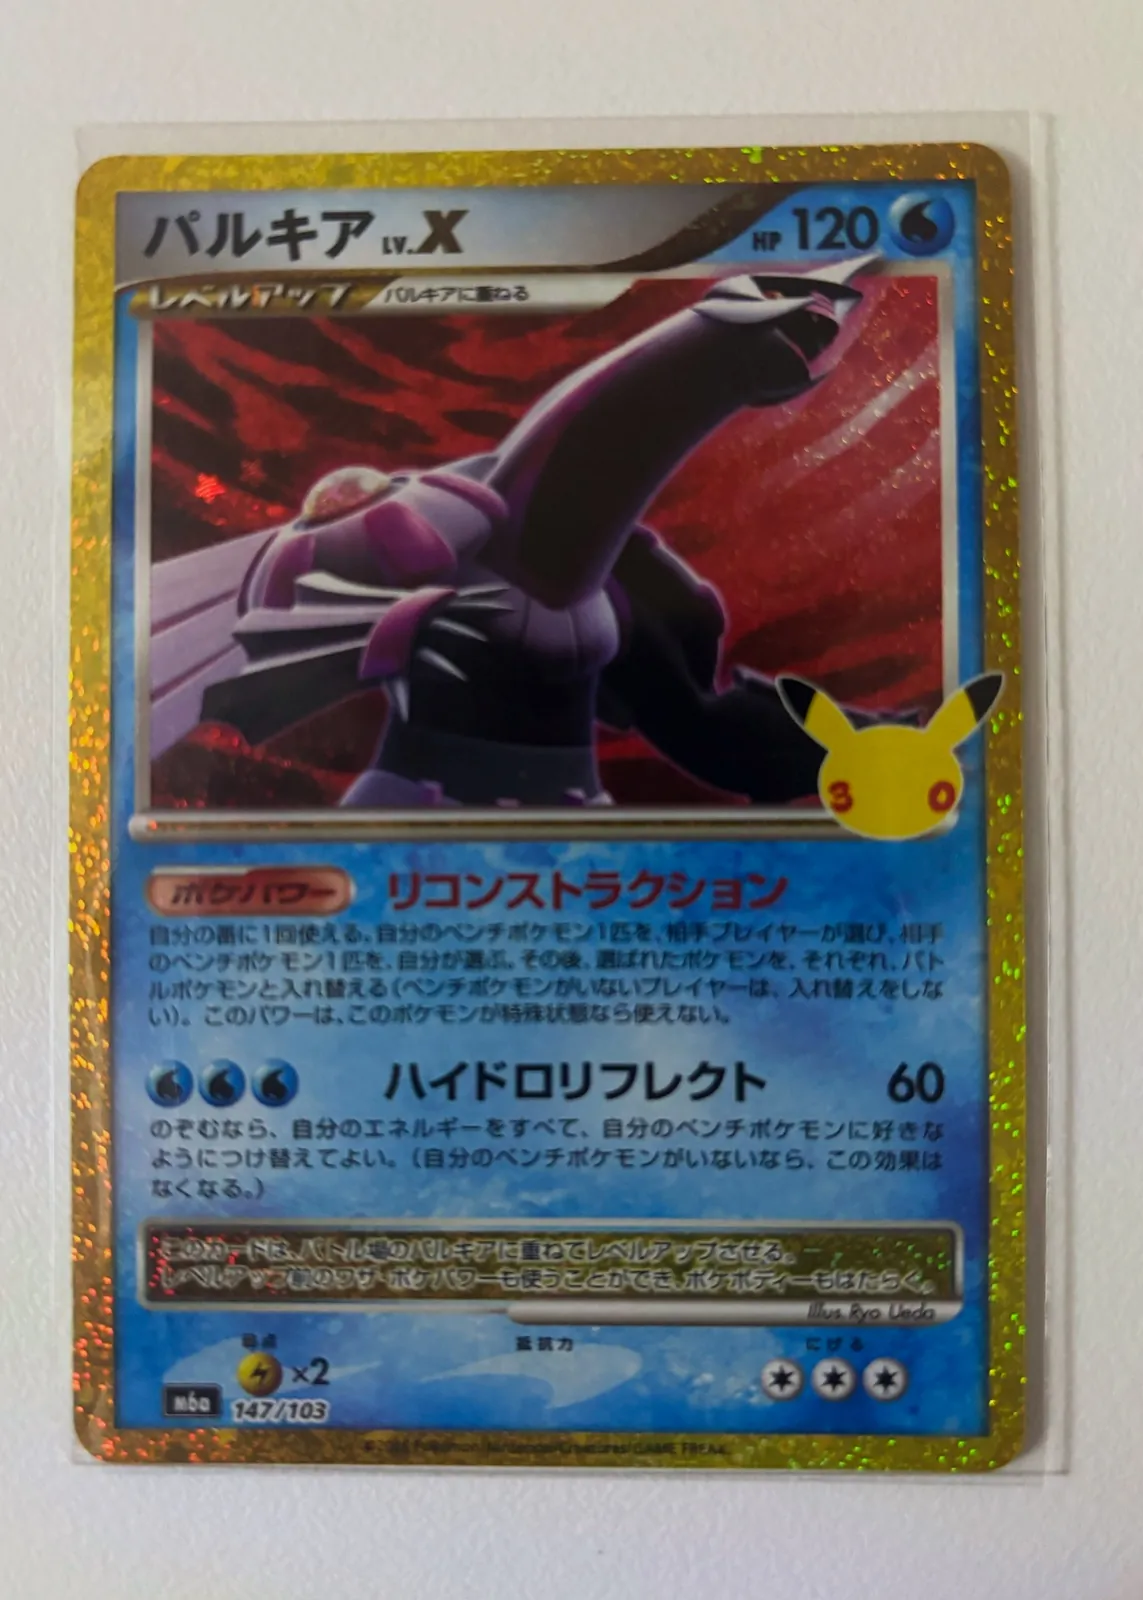 パルキア LV.X HP 120
レベルアップ パルキアに重ねる
30
ポケパワー リコンストラクション
自分の番に1回使える。自分のベンチポケモン1匹を、相手プレイヤーが選び、相手
のベンチポケモン1匹を、自分が選ぶ。その後、選ばれたポケモンを、それぞれ、バト
ルポケモンと入れ替える(ベンチポケモンがいないプレイヤーは、入れ替えをしな
い)。このパワーは、このポケモンが特殊状態なら使えない。
ハイドロリフレクト 60
のぞむなら、自分のエネルギーをすべて、自分のベンチポケモンに好きな
ようにつけ替えてよい。(自分のベンチポケモンがいないなら、この効果は
なくなる。)
このカードは、バトル場のパルキアに重ねてレベルアップさせる。
レベルアップ前のワザ・ポケパワーも使うことができ、ポケボディーもはたらく。
Illus. Ryo Ueda
弱点 抵抗力 にげる
×2
M6a 147/103
Pokémon/Nintendo/Creatures/GAME FREAK.